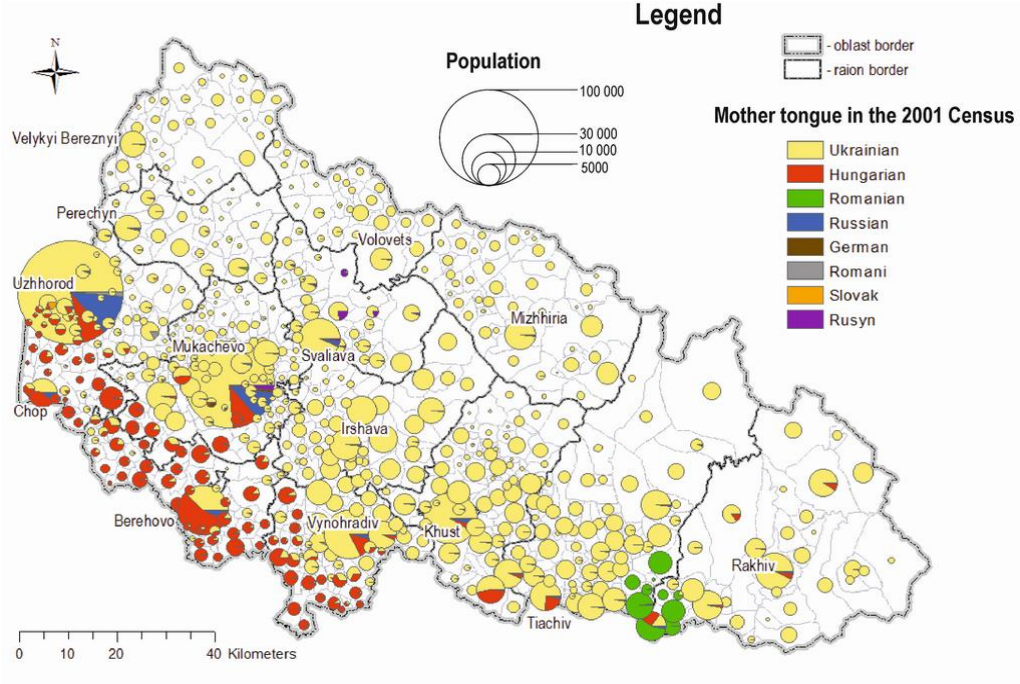 Legend
N
Population
100 000
30 000
10 000
5000
- oblast border
- raion border
Mother tongue in the 2001 Census
Ukrainian
Hungarian
Romanian
Russian
German
Romani
Slovak
Rusyn
Velykyi Bereznyi
Perechyn
Volovets
Uzhhorod
Mizhhiria
Mukachevo
Svaliava
Chop
Irshava
Berehovo
Vynohradiv
Khust
Rakhiv
Tiachiv
0 10 20 40 Kilometers